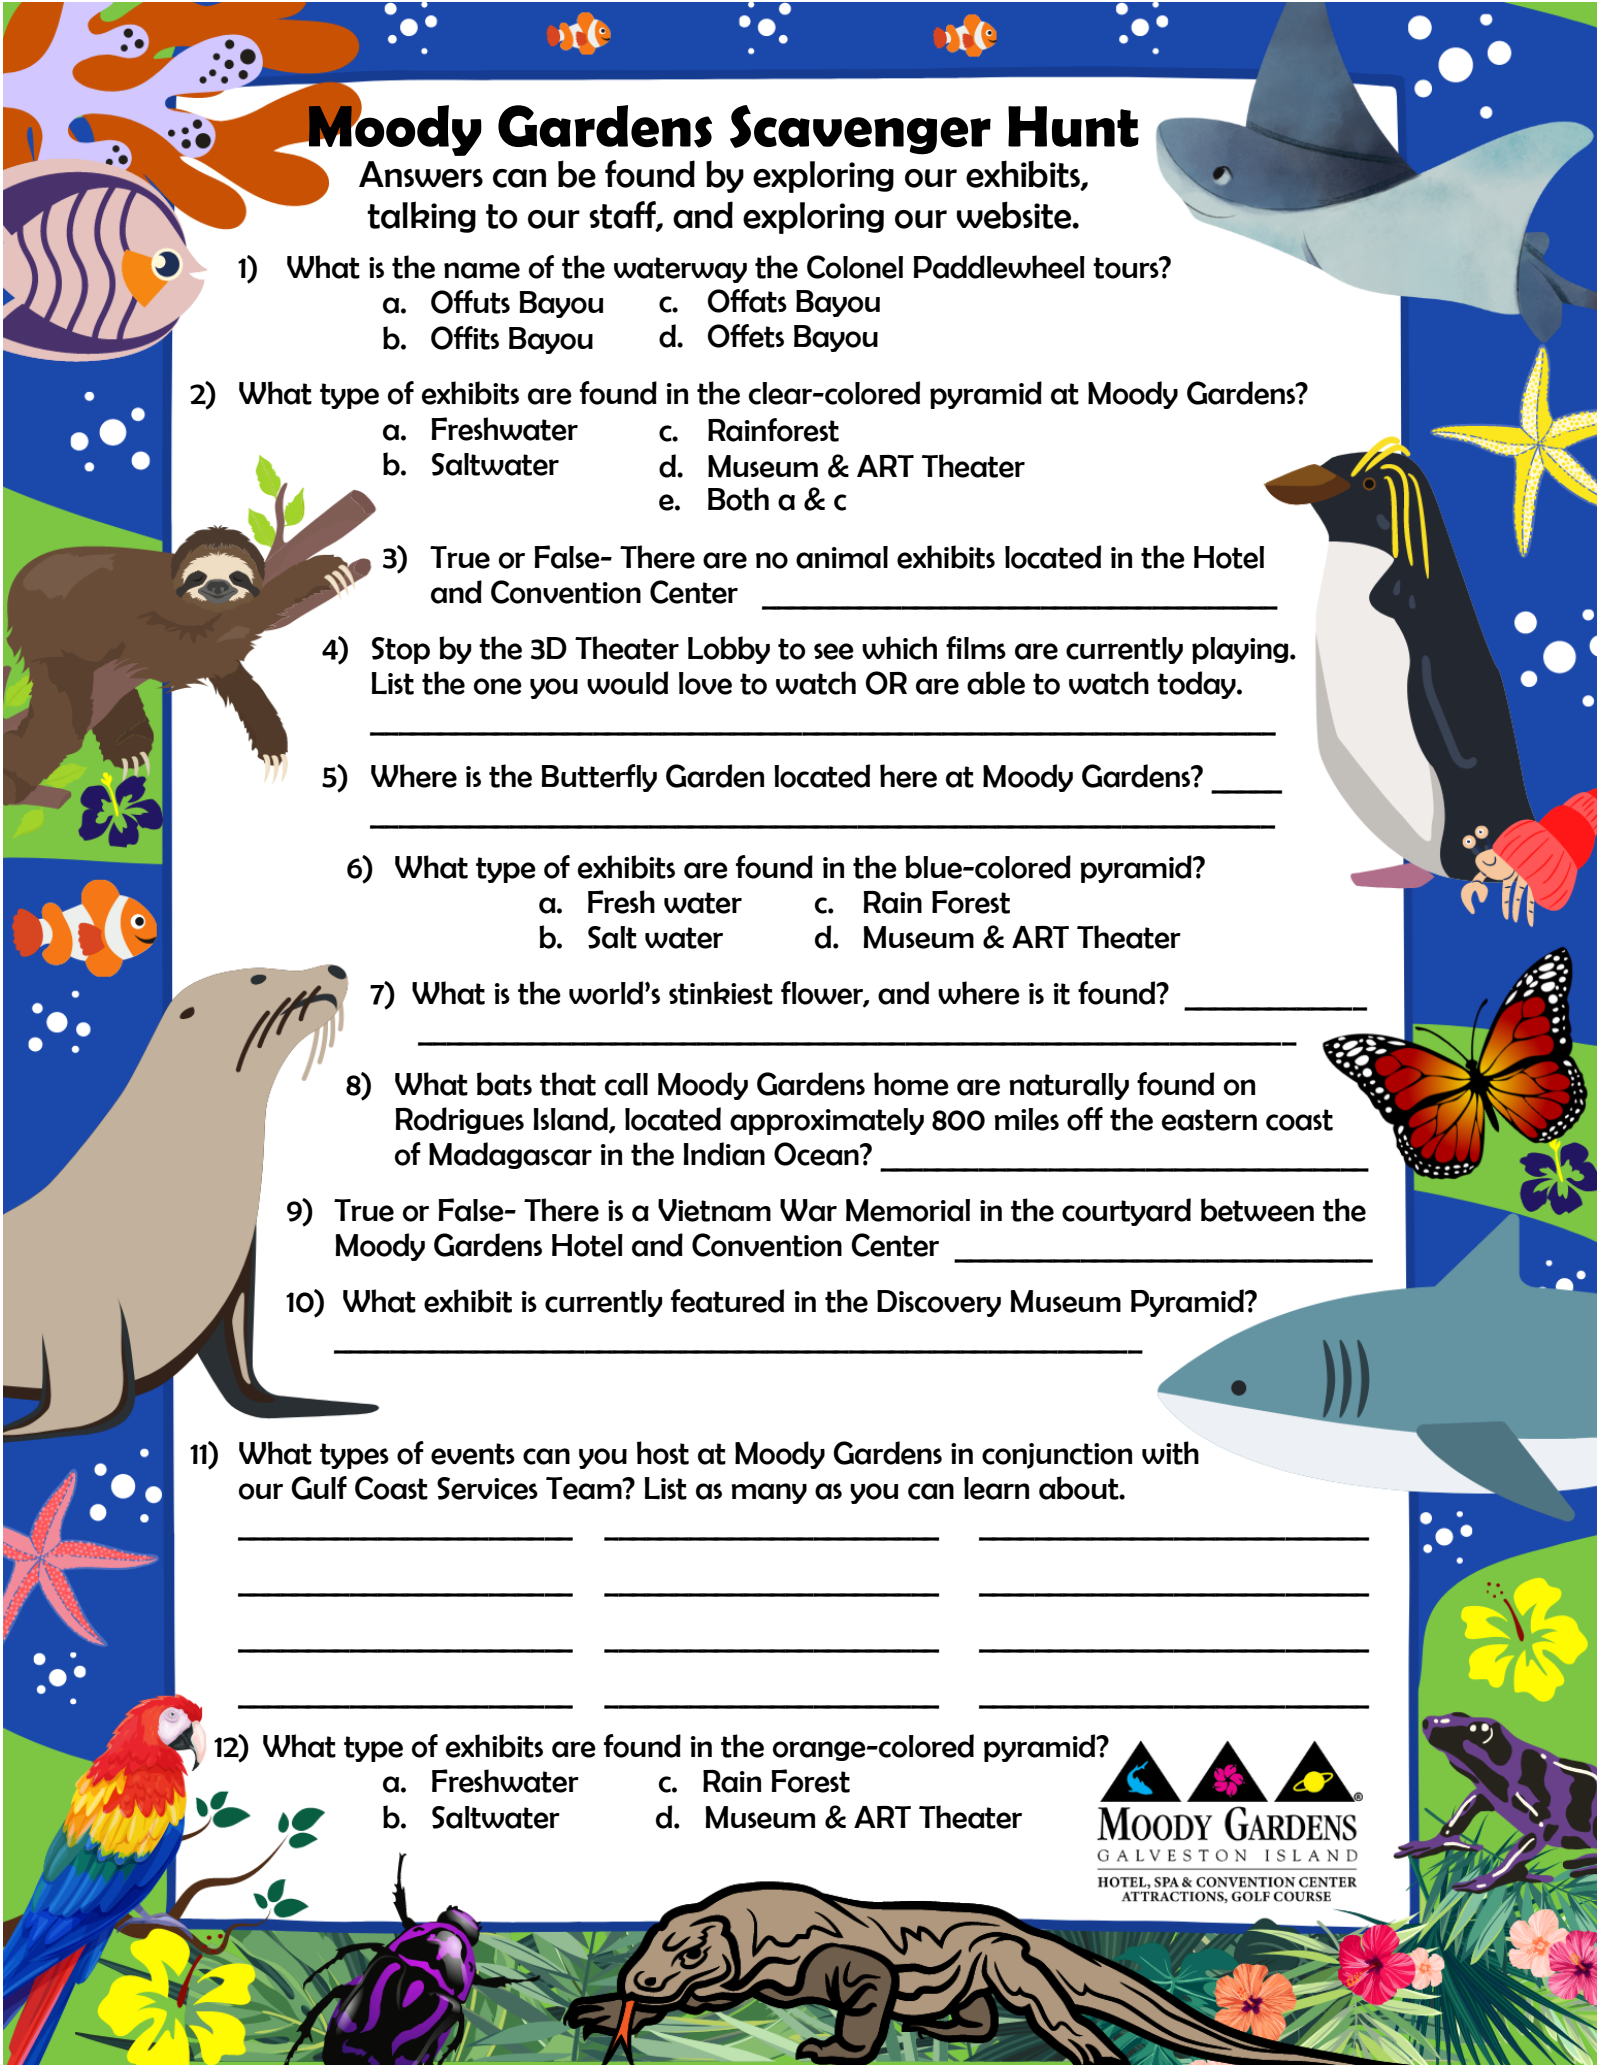 Moody Gardens Scavenger Hunt
Answers can be found by exploring our exhibits,
talking to our staff, and exploring our website.
1) What is the name of the waterway the Colonel Paddlewheel tours?
a. Offuts Bayou c. Offats Bayou
b. Offits Bayou d. Offets Bayou
2) What type of exhibits are found in the clear-colored pyramid at Moody Gardens?
a. Freshwater c. Rainforest
b. Saltwater d. Museum & ART Theater
e. Both a & c
3) True or False- There are no animal exhibits located in the Hotel
and Convention Center
4) Stop by the 3D Theater Lobby to see which films are currently playing.
List the one you would love to watch OR are able to watch today.
5) Where is the Butterfly Garden located here at Moody Gardens?
6) What type of exhibits are found in the blue-colored pyramid?
a. Fresh water c. Rain Forest
b. Salt water d. Museum & ART Theater
7) What is the world's stinkiest flower, and where is it found?
8) What bats that call Moody Gardens home are naturally found on
Rodrigues Island, located approximately 800 miles off the eastern coast
of Madagascar in the Indian Ocean?
9) True or False- There is a Vietnam War Memorial in the courtyard between the
Moody Gardens Hotel and Convention Center
10) What exhibit is currently featured in the Discovery Museum Pyramid?
11) What types of events can you host at Moody Gardens in conjunction with
our Gulf Coast Services Team? List as many as you can learn about.
12) What type of exhibits are found in the orange-colored pyramid?
a. Freshwater c. Rain Forest
b. Saltwater d. Museum & ART Theater
®
MOODY GARDENS
GALVESTON ISLAND
HOTEL, SPA & CONVENTION CENTER
ATTRACTIONS, GOLF COURSE